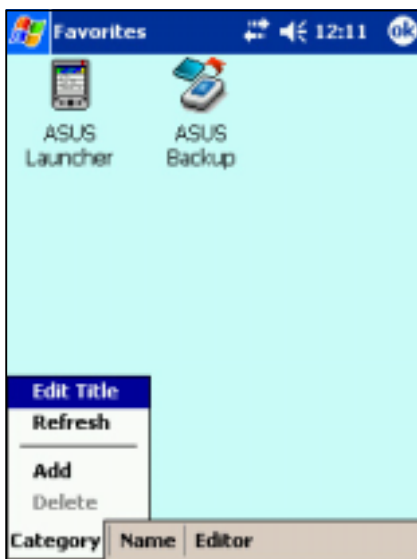 Favorites 12:11 ok
ASUS Launcher
ASUS Backup
Edit Title
Refresh
Add
Delete
Category Name Editor